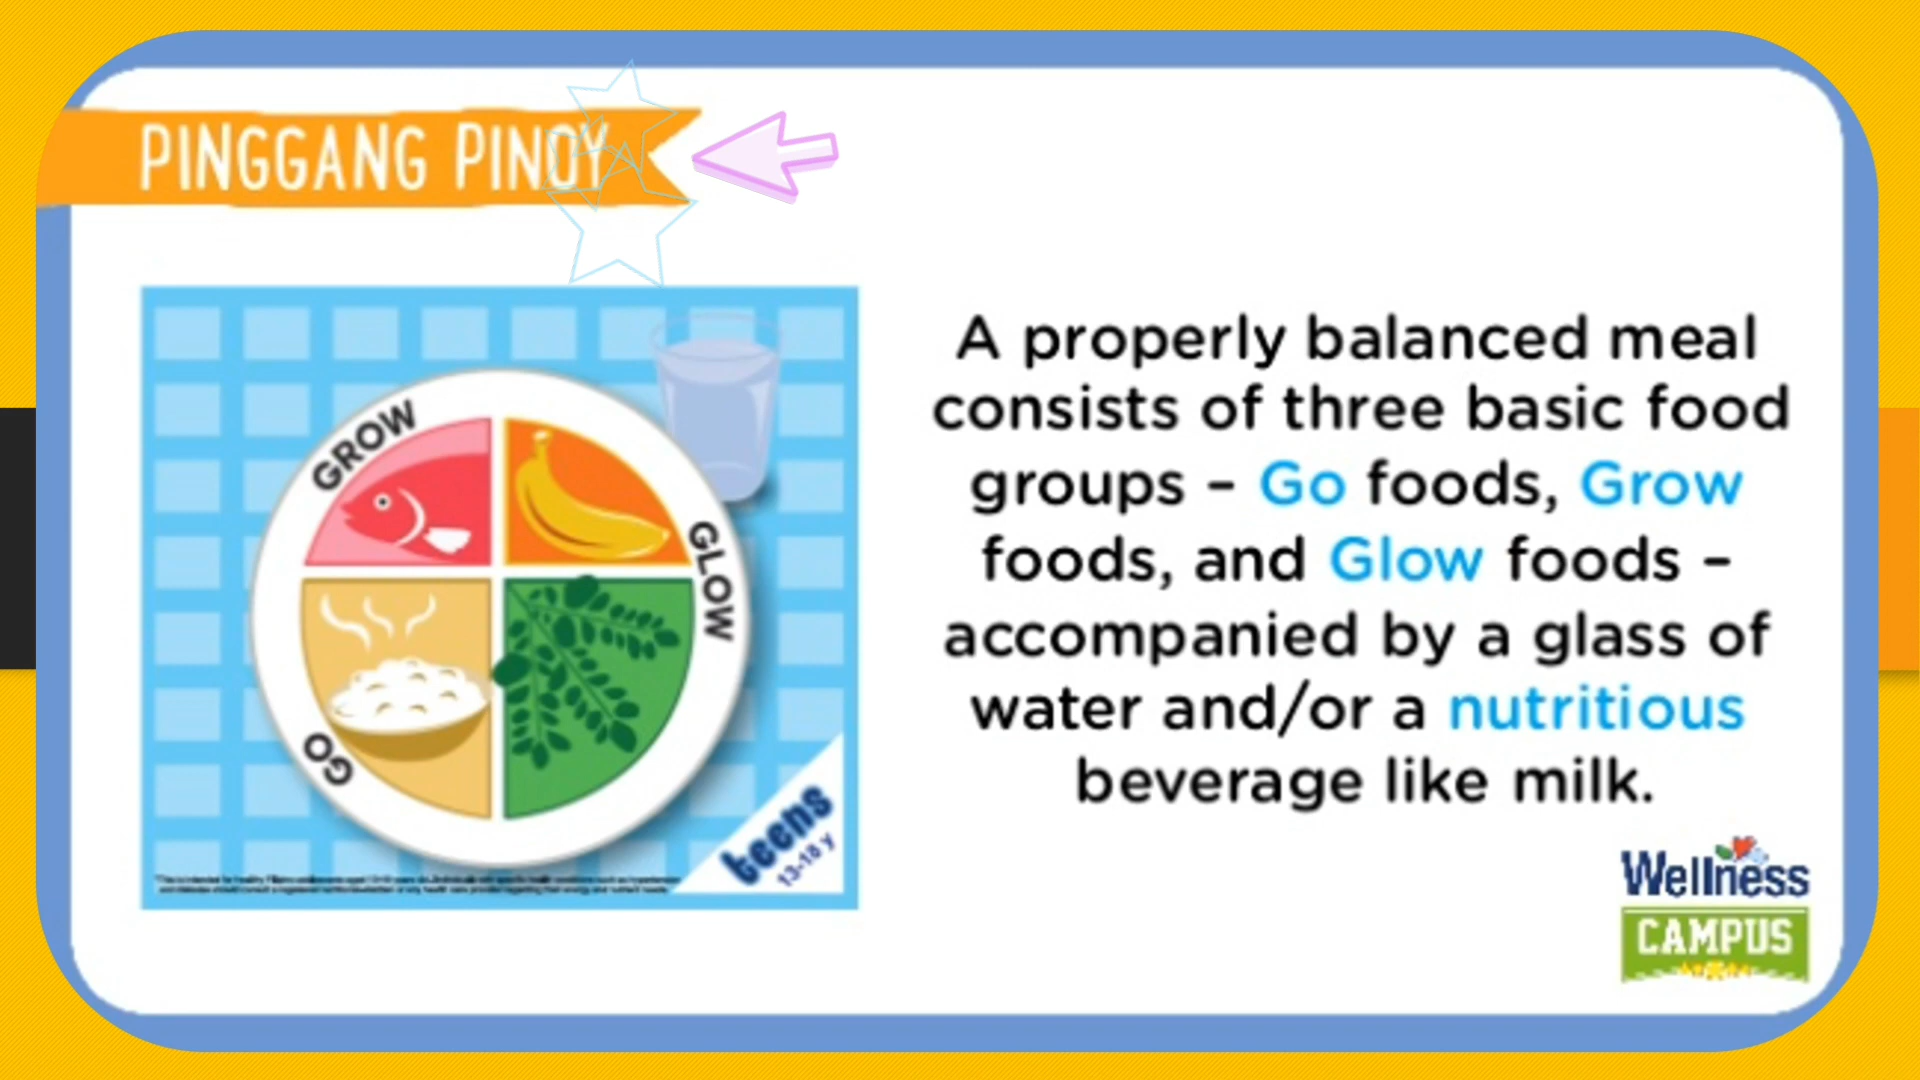 PINGGANG PINOY
GROW
GLOW
GO
teens
13-18 y
A properly balanced meal
consists of three basic food
groups – Go foods, Grow
foods, and Glow foods –
accompanied by a glass of
water and/or a nutritious
beverage like milk.
Wellness
CAMPUS